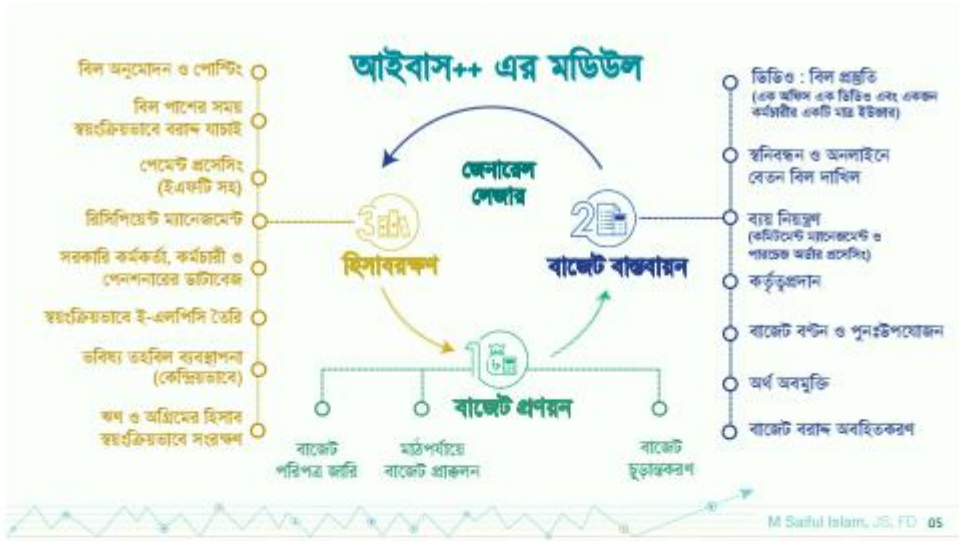 আইবাস++ এর মডিউল
বিল অনুমোদন ও পোস্টিং
বিল পাশের সময়
স্বয়ংক্রিয়ভাবে বরাদ্দ যাচাই
পেমেন্ট প্রসেসিং
(ইএফটি সহ)
রিসিপিয়েন্ট ম্যানেজমেন্ট
সরকারি কর্মকর্তা, কর্মচারী ও
পেনশনারের ডাটাবেজ
স্বয়ংক্রিয়ভাবে ই-এলপিসি তৈরি
ভবিষ্য তহবিল ব্যবস্থাপনা
(কেন্দ্রিয়ভাবে)
ঋণ ও অগ্রিমের হিসাব
স্বয়ংক্রিয়ভাবে সংরক্ষণ
জেনারেল
লেজার
3
হিসাবরক্ষণ
2
বাজেট বাস্তবায়ন
1
বাজেট প্রণয়ন
বাজেট
পরিপত্র জারি
মাঠপর্যায়ে
বাজেট প্রাক্কলন
বাজেট
চূড়ান্তকরণ
ডিডিও : বিল প্রস্তুতি
(এক অফিস এক ডিডিও এবং একজন
কর্মচারীর একটি মাত্র ইউজার)
স্বনিবন্ধন ও অনলাইনে
বেতন বিল দাখিল
ব্যয় নিয়ন্ত্রণ
(কমিটমেন্ট ম্যানেজমেন্ট ও
পারচেজ অর্ডার প্রসেসিং)
কর্তৃত্বপ্রদান
বাজেট বণ্টন ও পুনঃউপযোজন
অর্থ অবমুক্তি
বাজেট বরাদ্দ অবহিতকরণ
M Saiful Islam, JS, FD 05